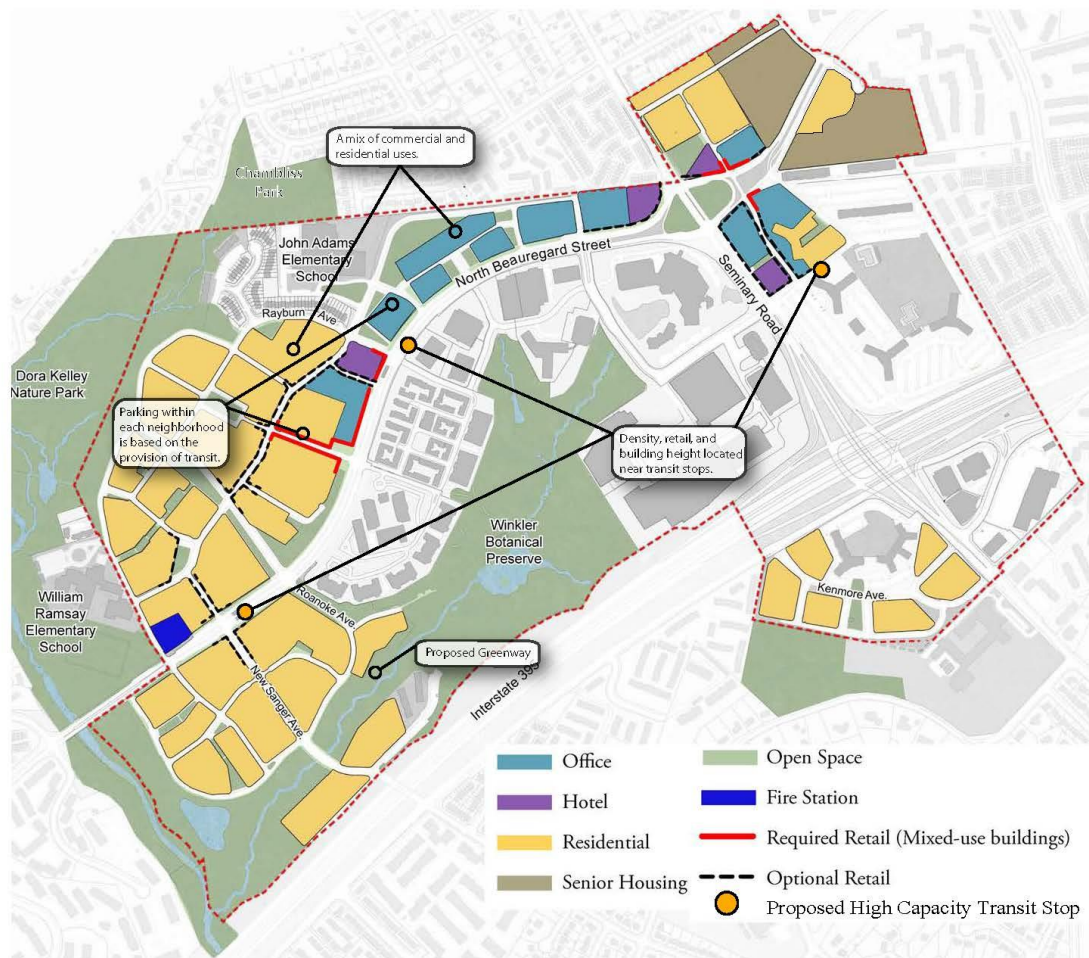 A mix of commercial and
residential uses.
Chambliss
Park
John Adams
Elementary
School
North Beauregard Street
Seminary Road
Rayburn Ave
Dora Kelley
Nature Park
Parking within
each neighborhood
is based on the
provision of transit.
Density, retail, and
building height located
near transit stops.
Winkler
Botanical
Preserve
Kenmore Ave.
William
Ramsay
Elementary
School
Roanoke Ave.
Proposed Greenway
New Sanger Ave.
Interstate 395
Office
Hotel
Residential
Senior Housing
Open Space
Fire Station
Required Retail (Mixed-use buildings)
Optional Retail
Proposed High Capacity Transit Stop